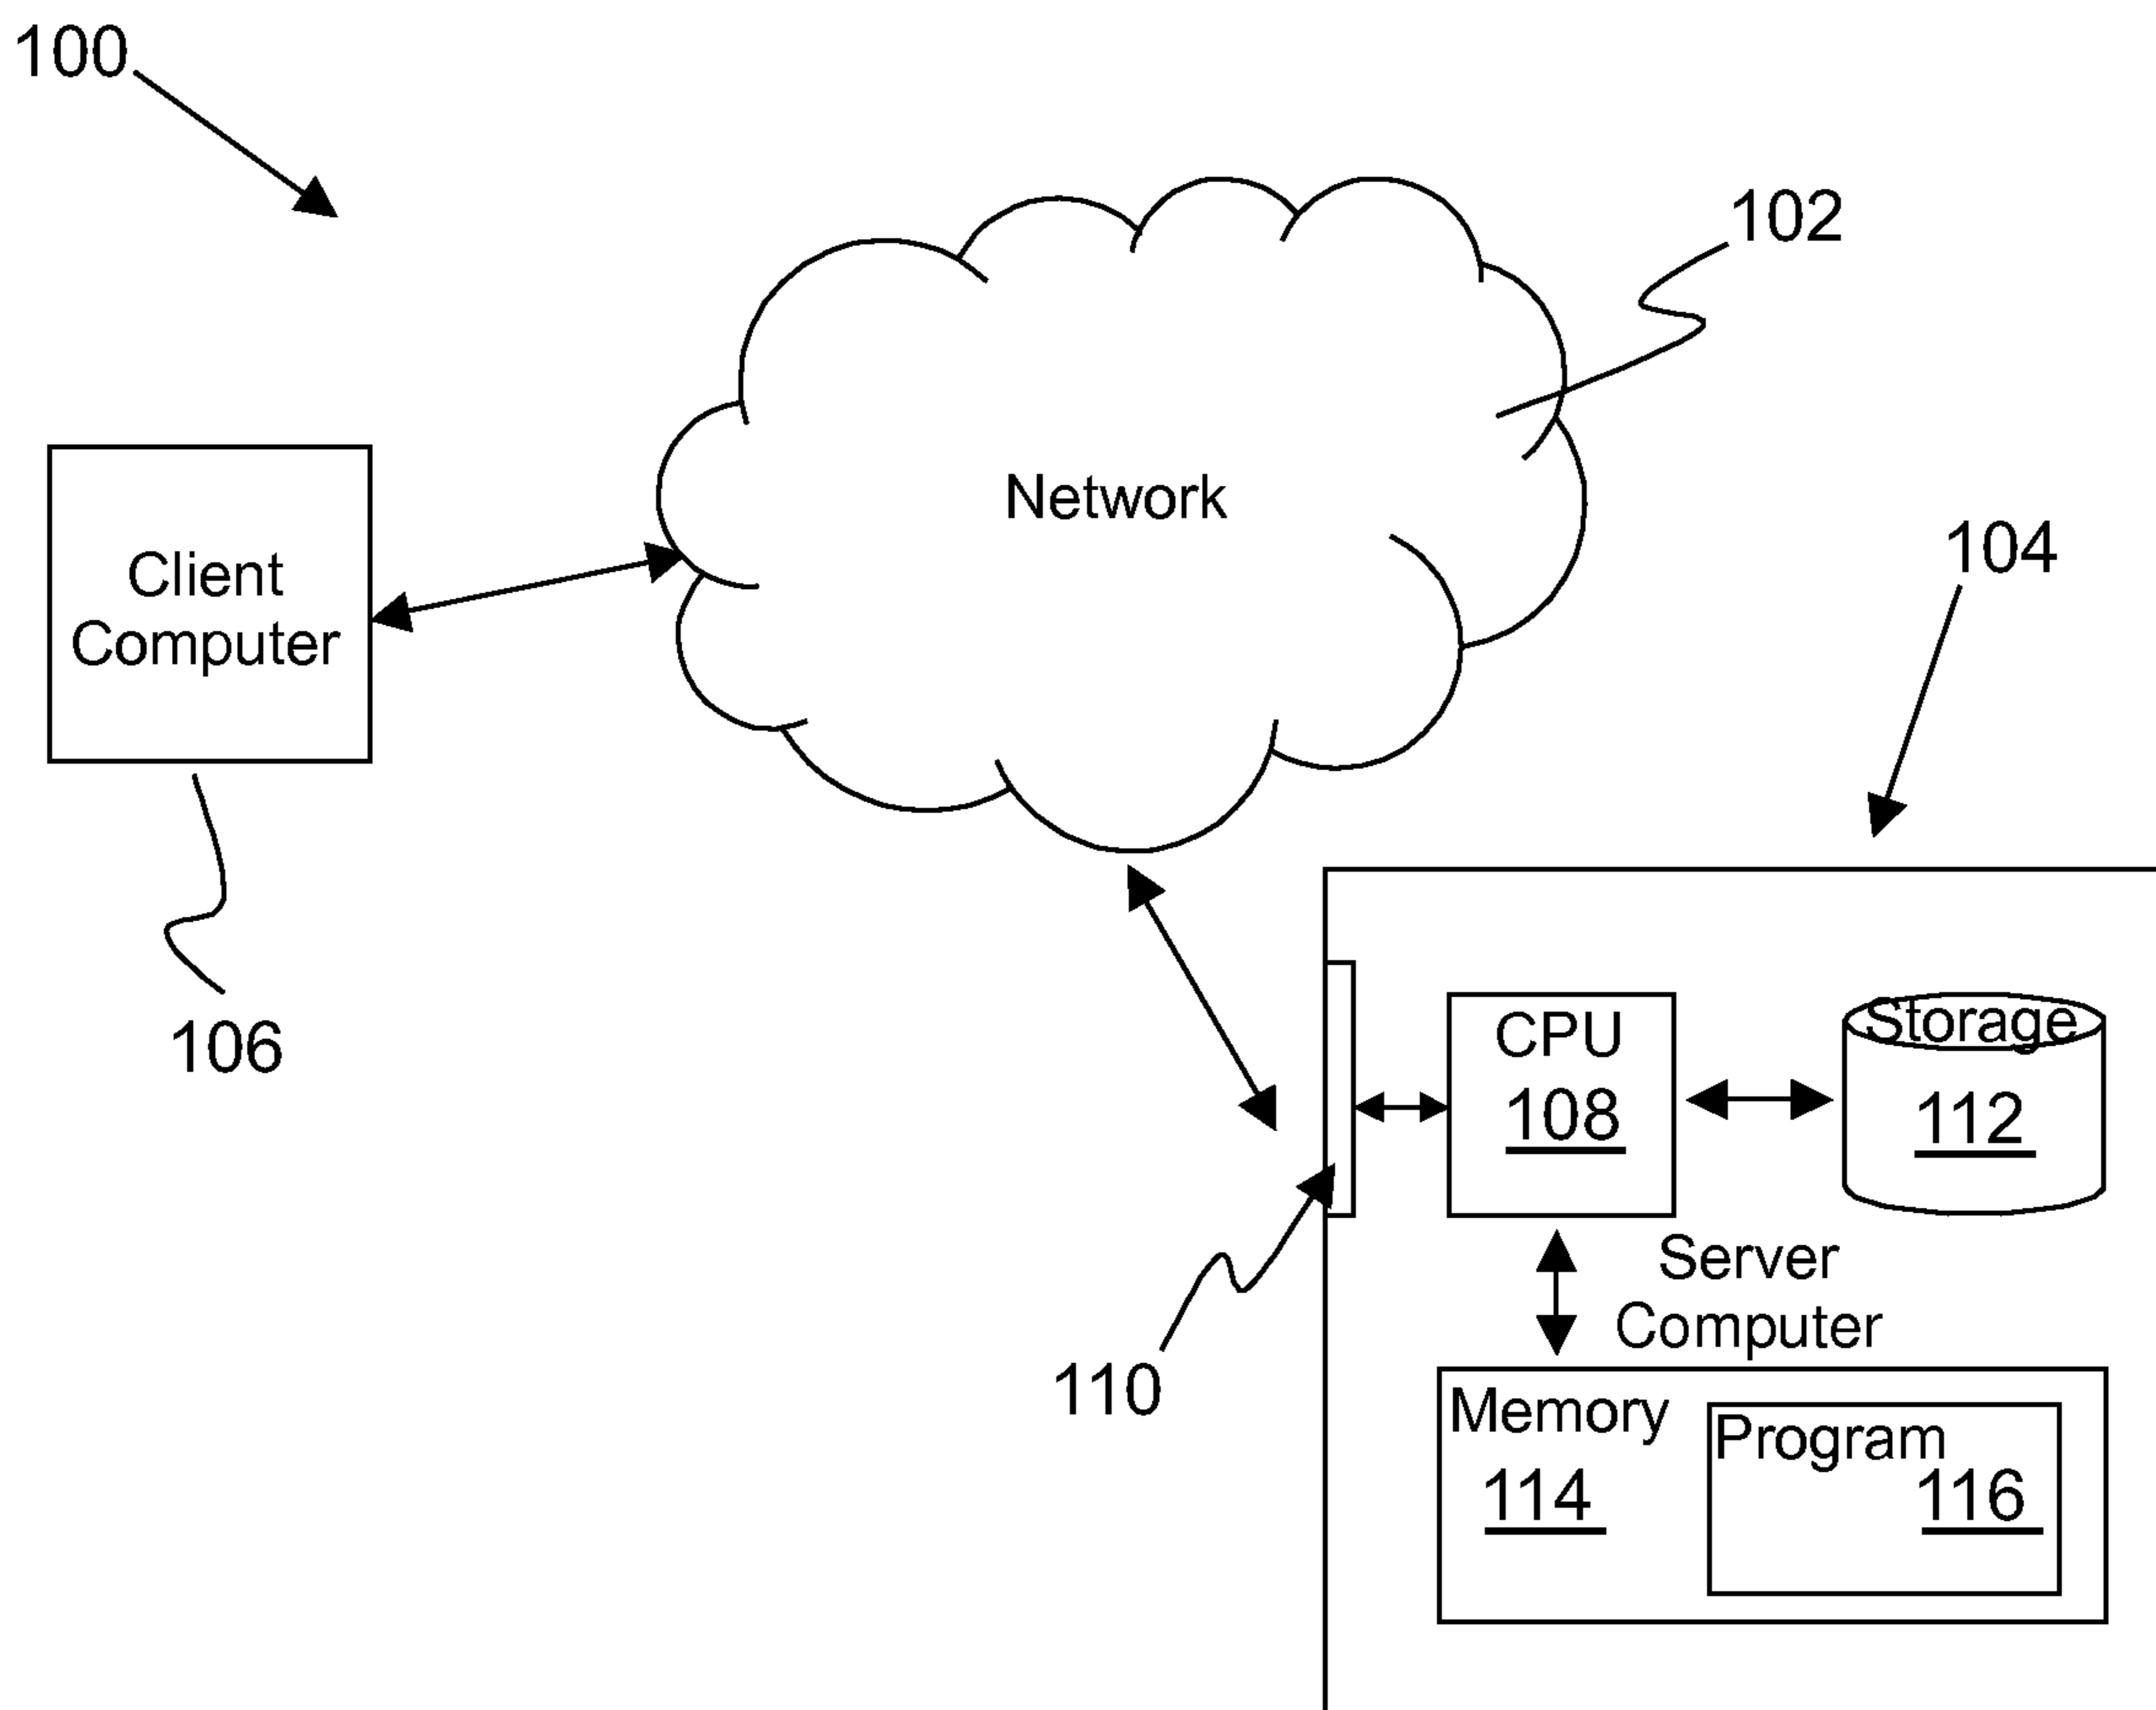 100
102
Network
104
Client
Computer
106
CPU
108
Storage
112
Server
Computer
110
Memory
114
Program
116